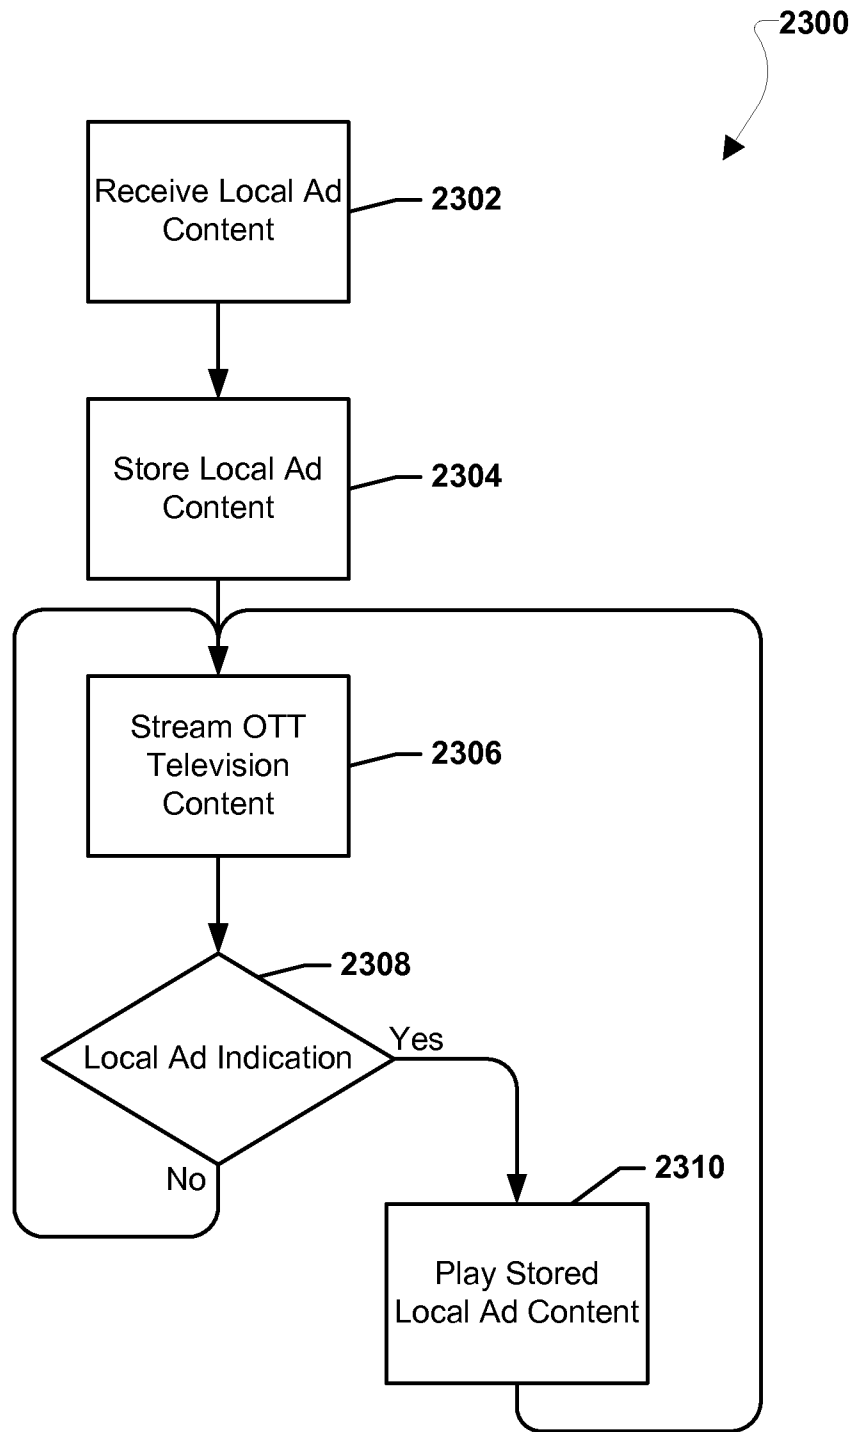 2300
Receive Local Ad
Content
2302
Store Local Ad
Content
2304
Stream OTT
Television
Content
2306
2308
Local Ad Indication
Yes
No
2310
Play Stored
Local Ad Content